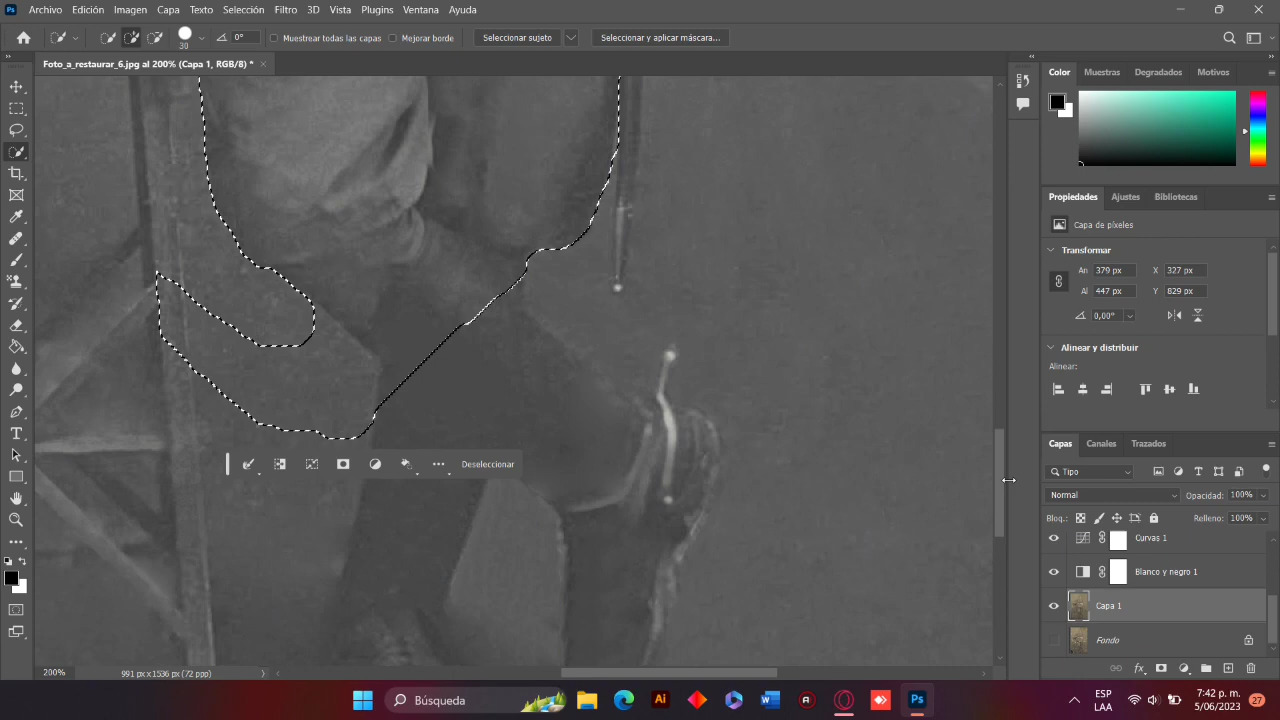 Ps Archivo Edición Imagen Capa Texto Selección Filtro 3D Vista Plugins Ventana Ayuda
30 0° Muestrear todas las capas Mejorar borde Seleccionar sujeto Seleccionar y aplicar máscara...
Foto_a_restaurar_6.jpg al 200% (Capa 1, RGB/8) *
Color Muestras Degradados Motivos
Propiedades Ajustes Bibliotecas
Capa de píxeles
Transformar
An 379 px X 327 px
Al 447 px Y 829 px
0,00°
Alinear y distribuir
Alinear:
Capas Canales Trazados
Deseleccionar
Tipo
Normal Opacidad: 100%
Bloq.: Relleno: 100%
Curvas 1
Blanco y negro 1
Capa 1
Fondo
200% 991 px x 1536 px (72 ppp)
Búsqueda
Ai
W
A
Ps
ESP
LAA
7:42 p. m.
5/06/2023
27